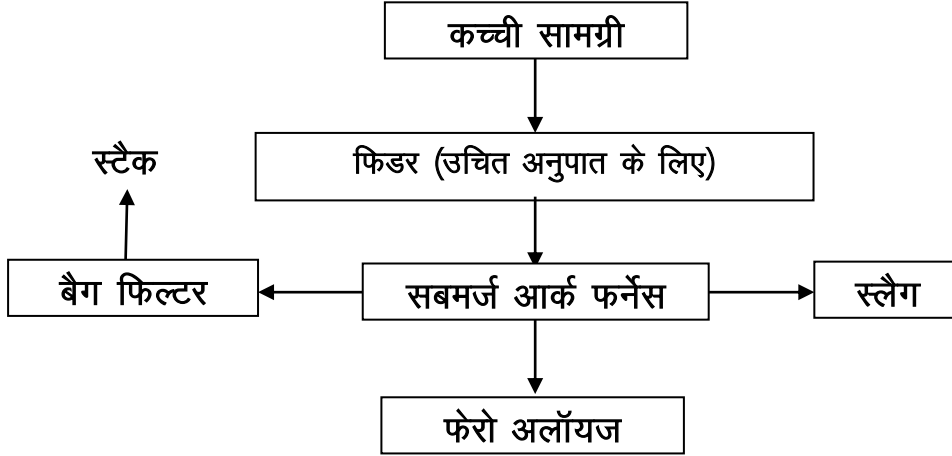 कच्ची सामग्री
फिडर (उचित अनुपात के लिए)
स्टैक
बैग फिल्टर
सबमर्ज आर्क फर्नेस
स्लैग
फेरो अलॉयज